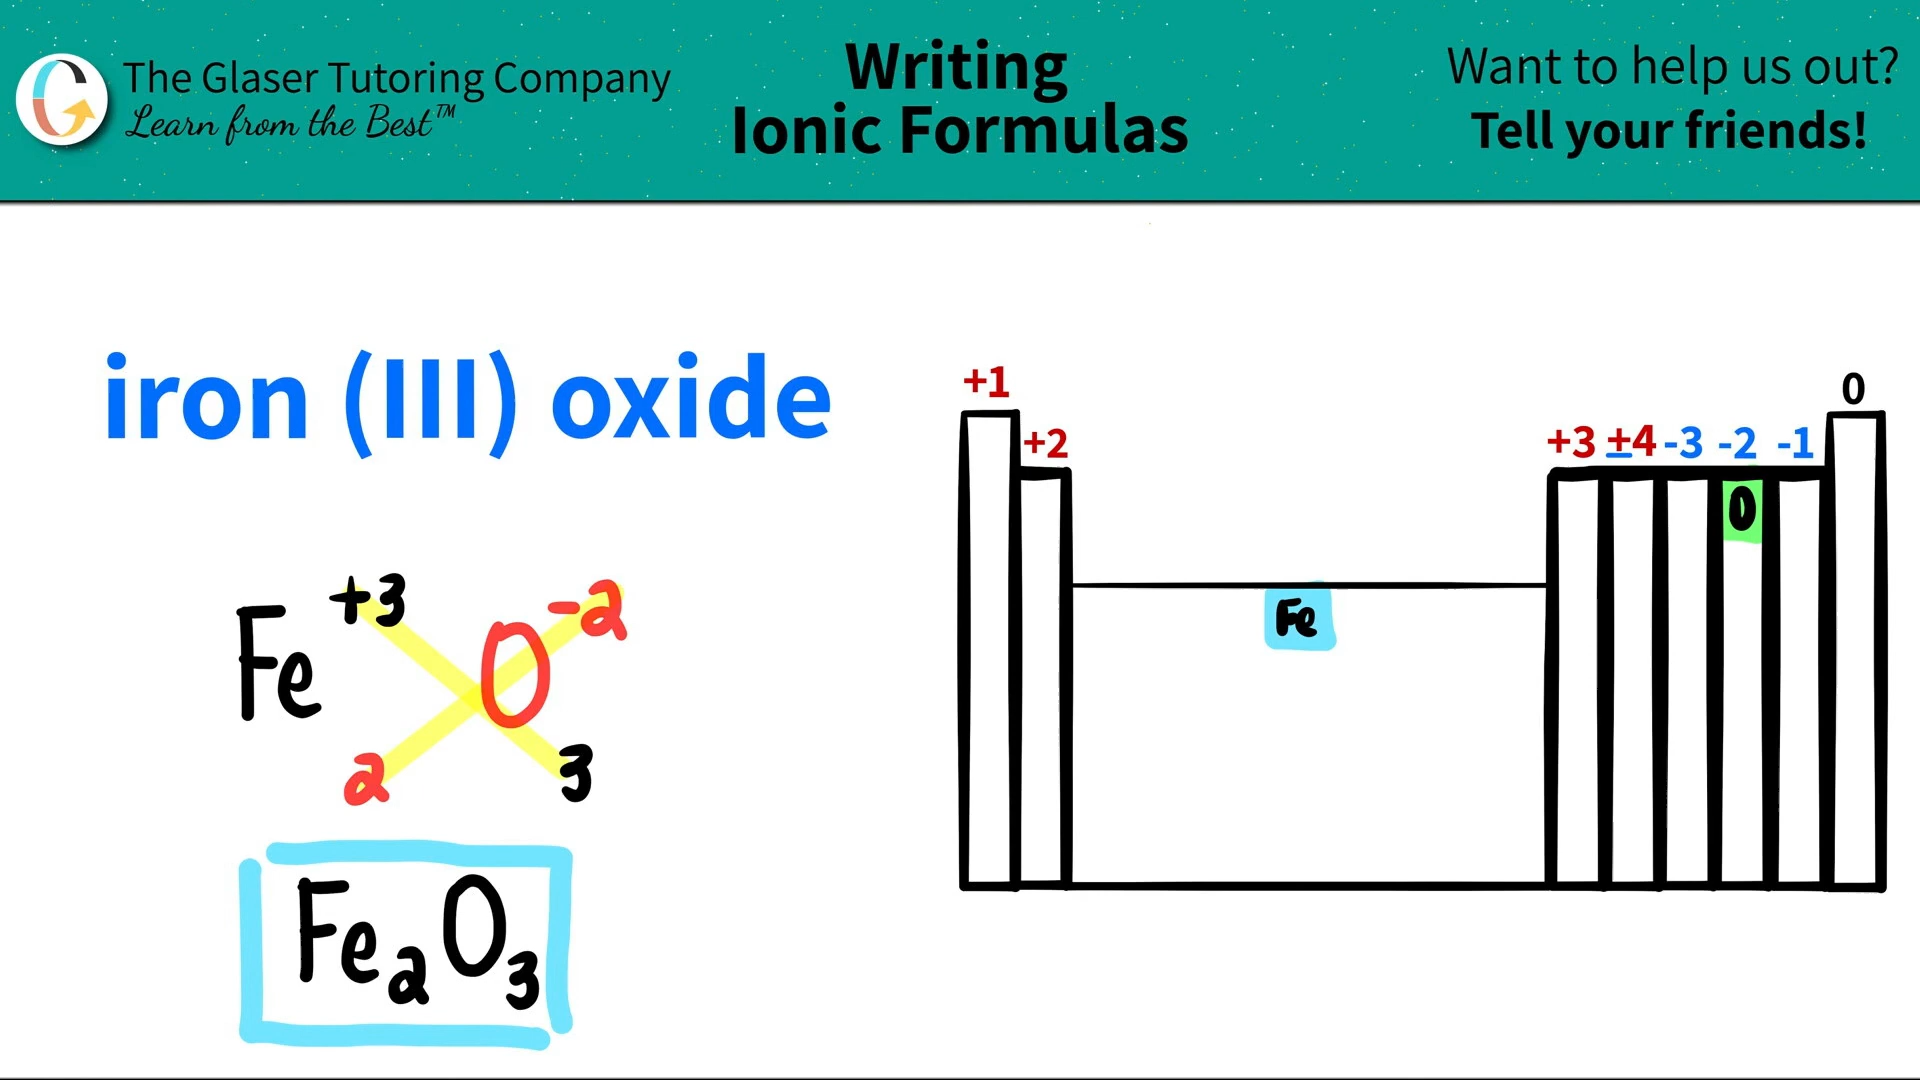 The Glaser Tutoring Company
Learn from the Best™
Writing
Ionic Formulas
Want to help us out?
Tell your friends!
iron (III) oxide
+1
0
+2
+3 ±4 -3 -2 -1
O
Fe
Fe +3 O -2
2 3
Fe₂O₃